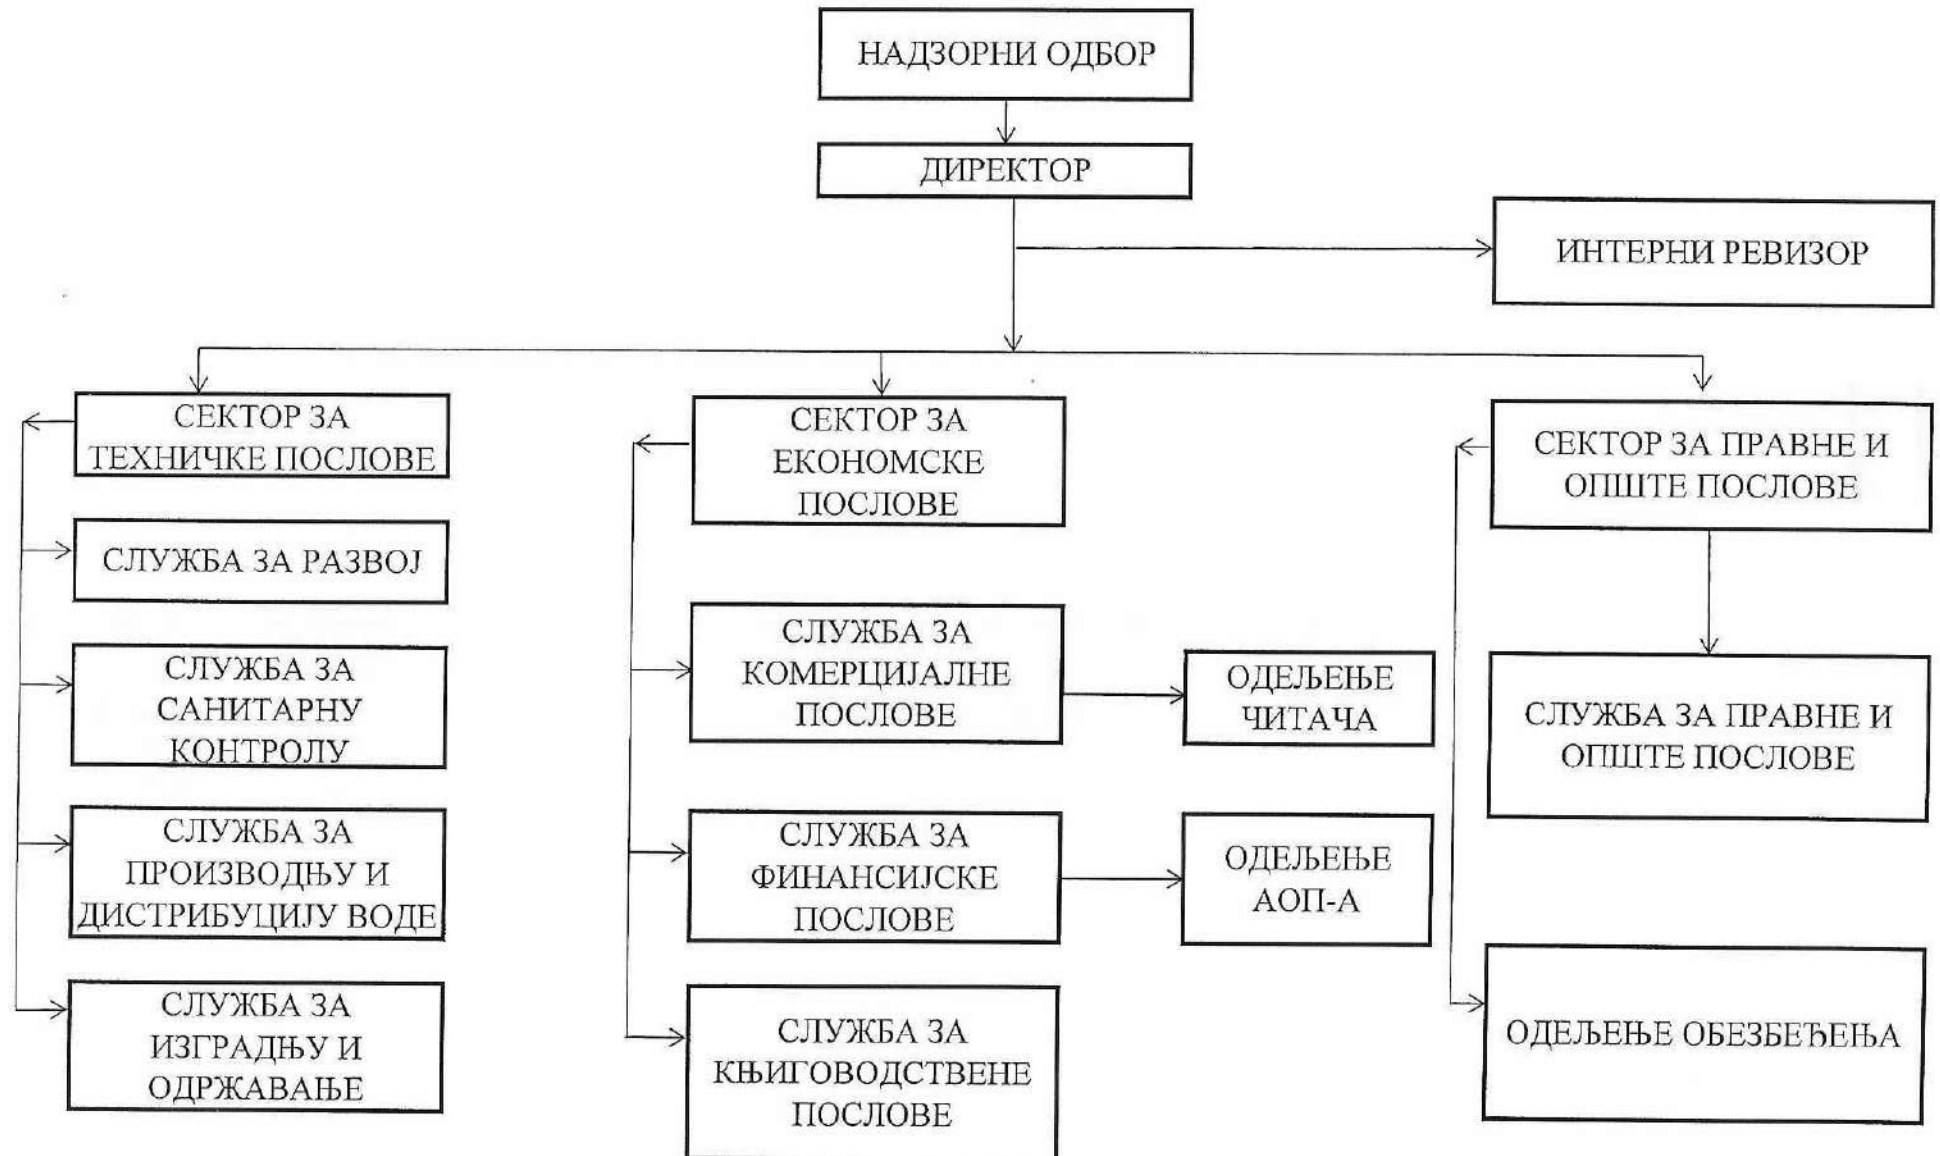 НАДЗОРНИ ОДБОР
ДИРЕКТОР
ИНТЕРНИ РЕВИЗОР
СЕКТОР ЗА
ТЕХНИЧКЕ ПОСЛОВЕ
СЛУЖБА ЗА РАЗВОЈ
СЛУЖБА ЗА
САНИТАРНУ
КОНТРОЛУ
СЛУЖБА ЗА
ПРОИЗВОДЊУ И
ДИСТРИБУЦИЈУ ВОДЕ
СЛУЖБА ЗА
ИЗГРАДЊУ И
ОДРЖАВАЊЕ
СЕКТОР ЗА
ЕКОНОМСКЕ
ПОСЛОВЕ
СЛУЖБА ЗА
КОМЕРЦИЈАЛНЕ
ПОСЛОВЕ
ОДЕЉЕЊЕ
ЧИТАЧА
СЛУЖБА ЗА
ФИНАНСИЈСКЕ
ПОСЛОВЕ
ОДЕЉЕЊЕ
АОП-А
СЛУЖБА ЗА
КЊИГОВОДСТВЕНЕ
ПОСЛОВЕ
СЕКТОР ЗА ПРАВНЕ И
ОПШТЕ ПОСЛОВЕ
СЛУЖБА ЗА ПРАВНЕ И
ОПШТЕ ПОСЛОВЕ
ОДЕЉЕЊЕ ОБЕЗБЕЂЕЊА